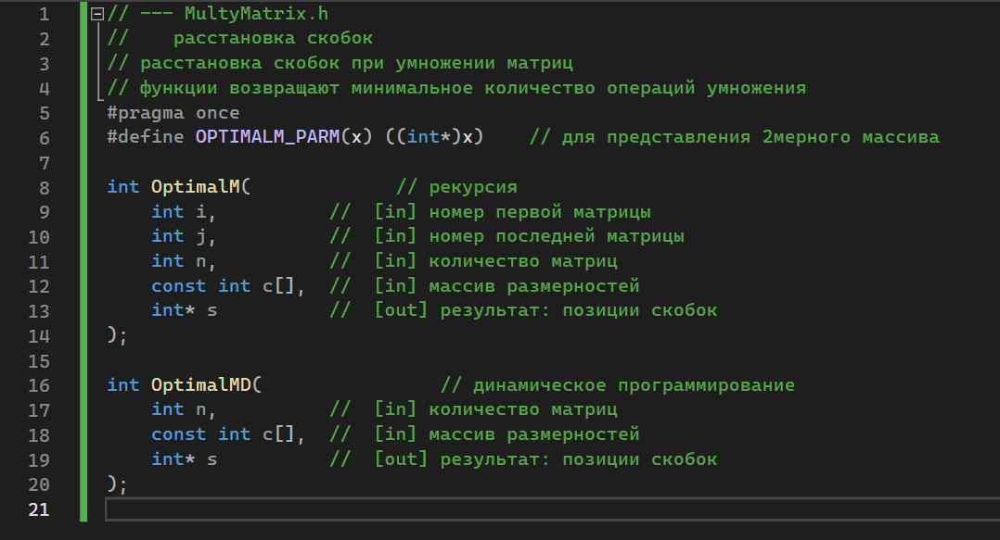 1 // --- MultyMatrix.h
2 //    расстановка скобок
3 // расстановка скобок при умножении матриц
4 // функции возвращают минимальное количество операций умножения
5 #pragma once
6 #define OPTIMALM_PARM(x) ((int*)x)    // для представления 2мерного массива
7
8 int OptimalM(             // рекурсия
9     int i,          //  [in] номер первой матрицы
10     int j,          //  [in] номер последней матрицы
11     int n,          //  [in] количество матриц
12     const int c[],  //  [in] массив размерностей
13     int* s          //  [out] результат: позиции скобок
14 );
15
16 int OptimalMD(                // динамическое программирование
17     int n,          //  [in] количество матриц
18     const int c[],  //  [in] массив размерностей
19     int* s          //  [out] результат: позиции скобок
20 );
21